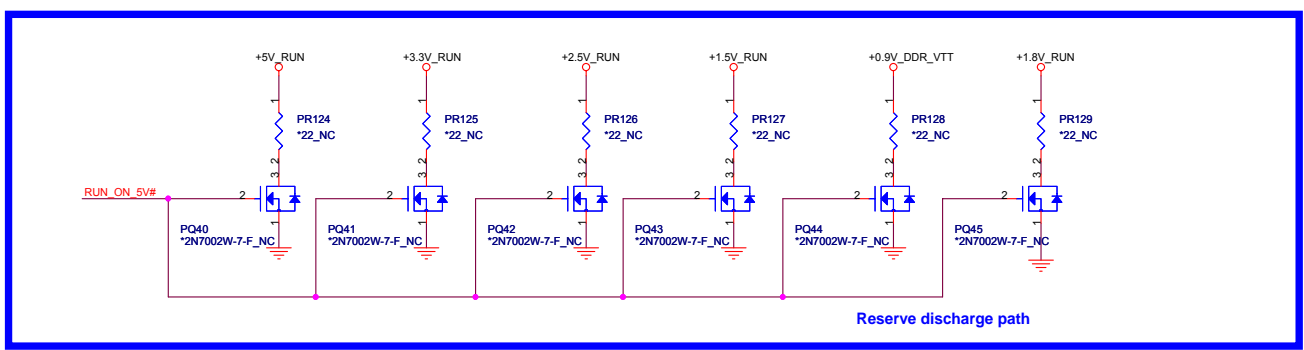 +5V_RUN +3.3V_RUN +2.5V_RUN +1.5V_RUN +0.9V_DDR_VTT +1.8V_RUN
1 1 1 1 1 1
PR124 PR125 PR126 PR127 PR128 PR129
*22_NC *22_NC *22_NC *22_NC *22_NC *22_NC
2 2 2 2 2 2
3 3 3 3 3 3
RUN_ON_5V# 2 2 2 2 2 2
1 1 1 1 1 1
PQ40 PQ41 PQ42 PQ43 PQ44 PQ45
*2N7002W-7-F_NC *2N7002W-7-F_NC *2N7002W-7-F_NC *2N7002W-7-F_NC *2N7002W-7-F_NC *2N7002W-7-F_NC
Reserve discharge path